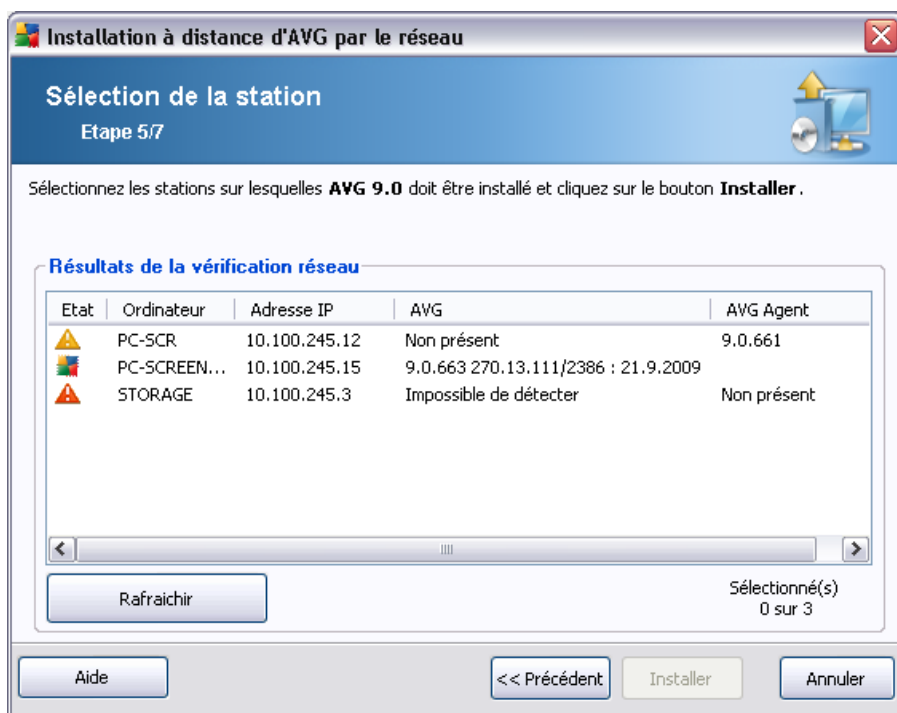 Installation à distance d'AVG par le réseau
Sélection de la station
Etape 5/7
Sélectionnez les stations sur lesquelles AVG 9.0 doit être installé et cliquez sur le bouton Installer.
Résultats de la vérification réseau
Etat Ordinateur Adresse IP AVG AVG Agent
PC-SCR 10.100.245.12 Non présent 9.0.661
PC-SCREEN... 10.100.245.15 9.0.663 270.13.111/2386 : 21.9.2009
STORAGE 10.100.245.3 Impossible de détecter Non présent
Rafraichir
Sélectionné(s)
0 sur 3
Aide
<< Précédent
Installer
Annuler